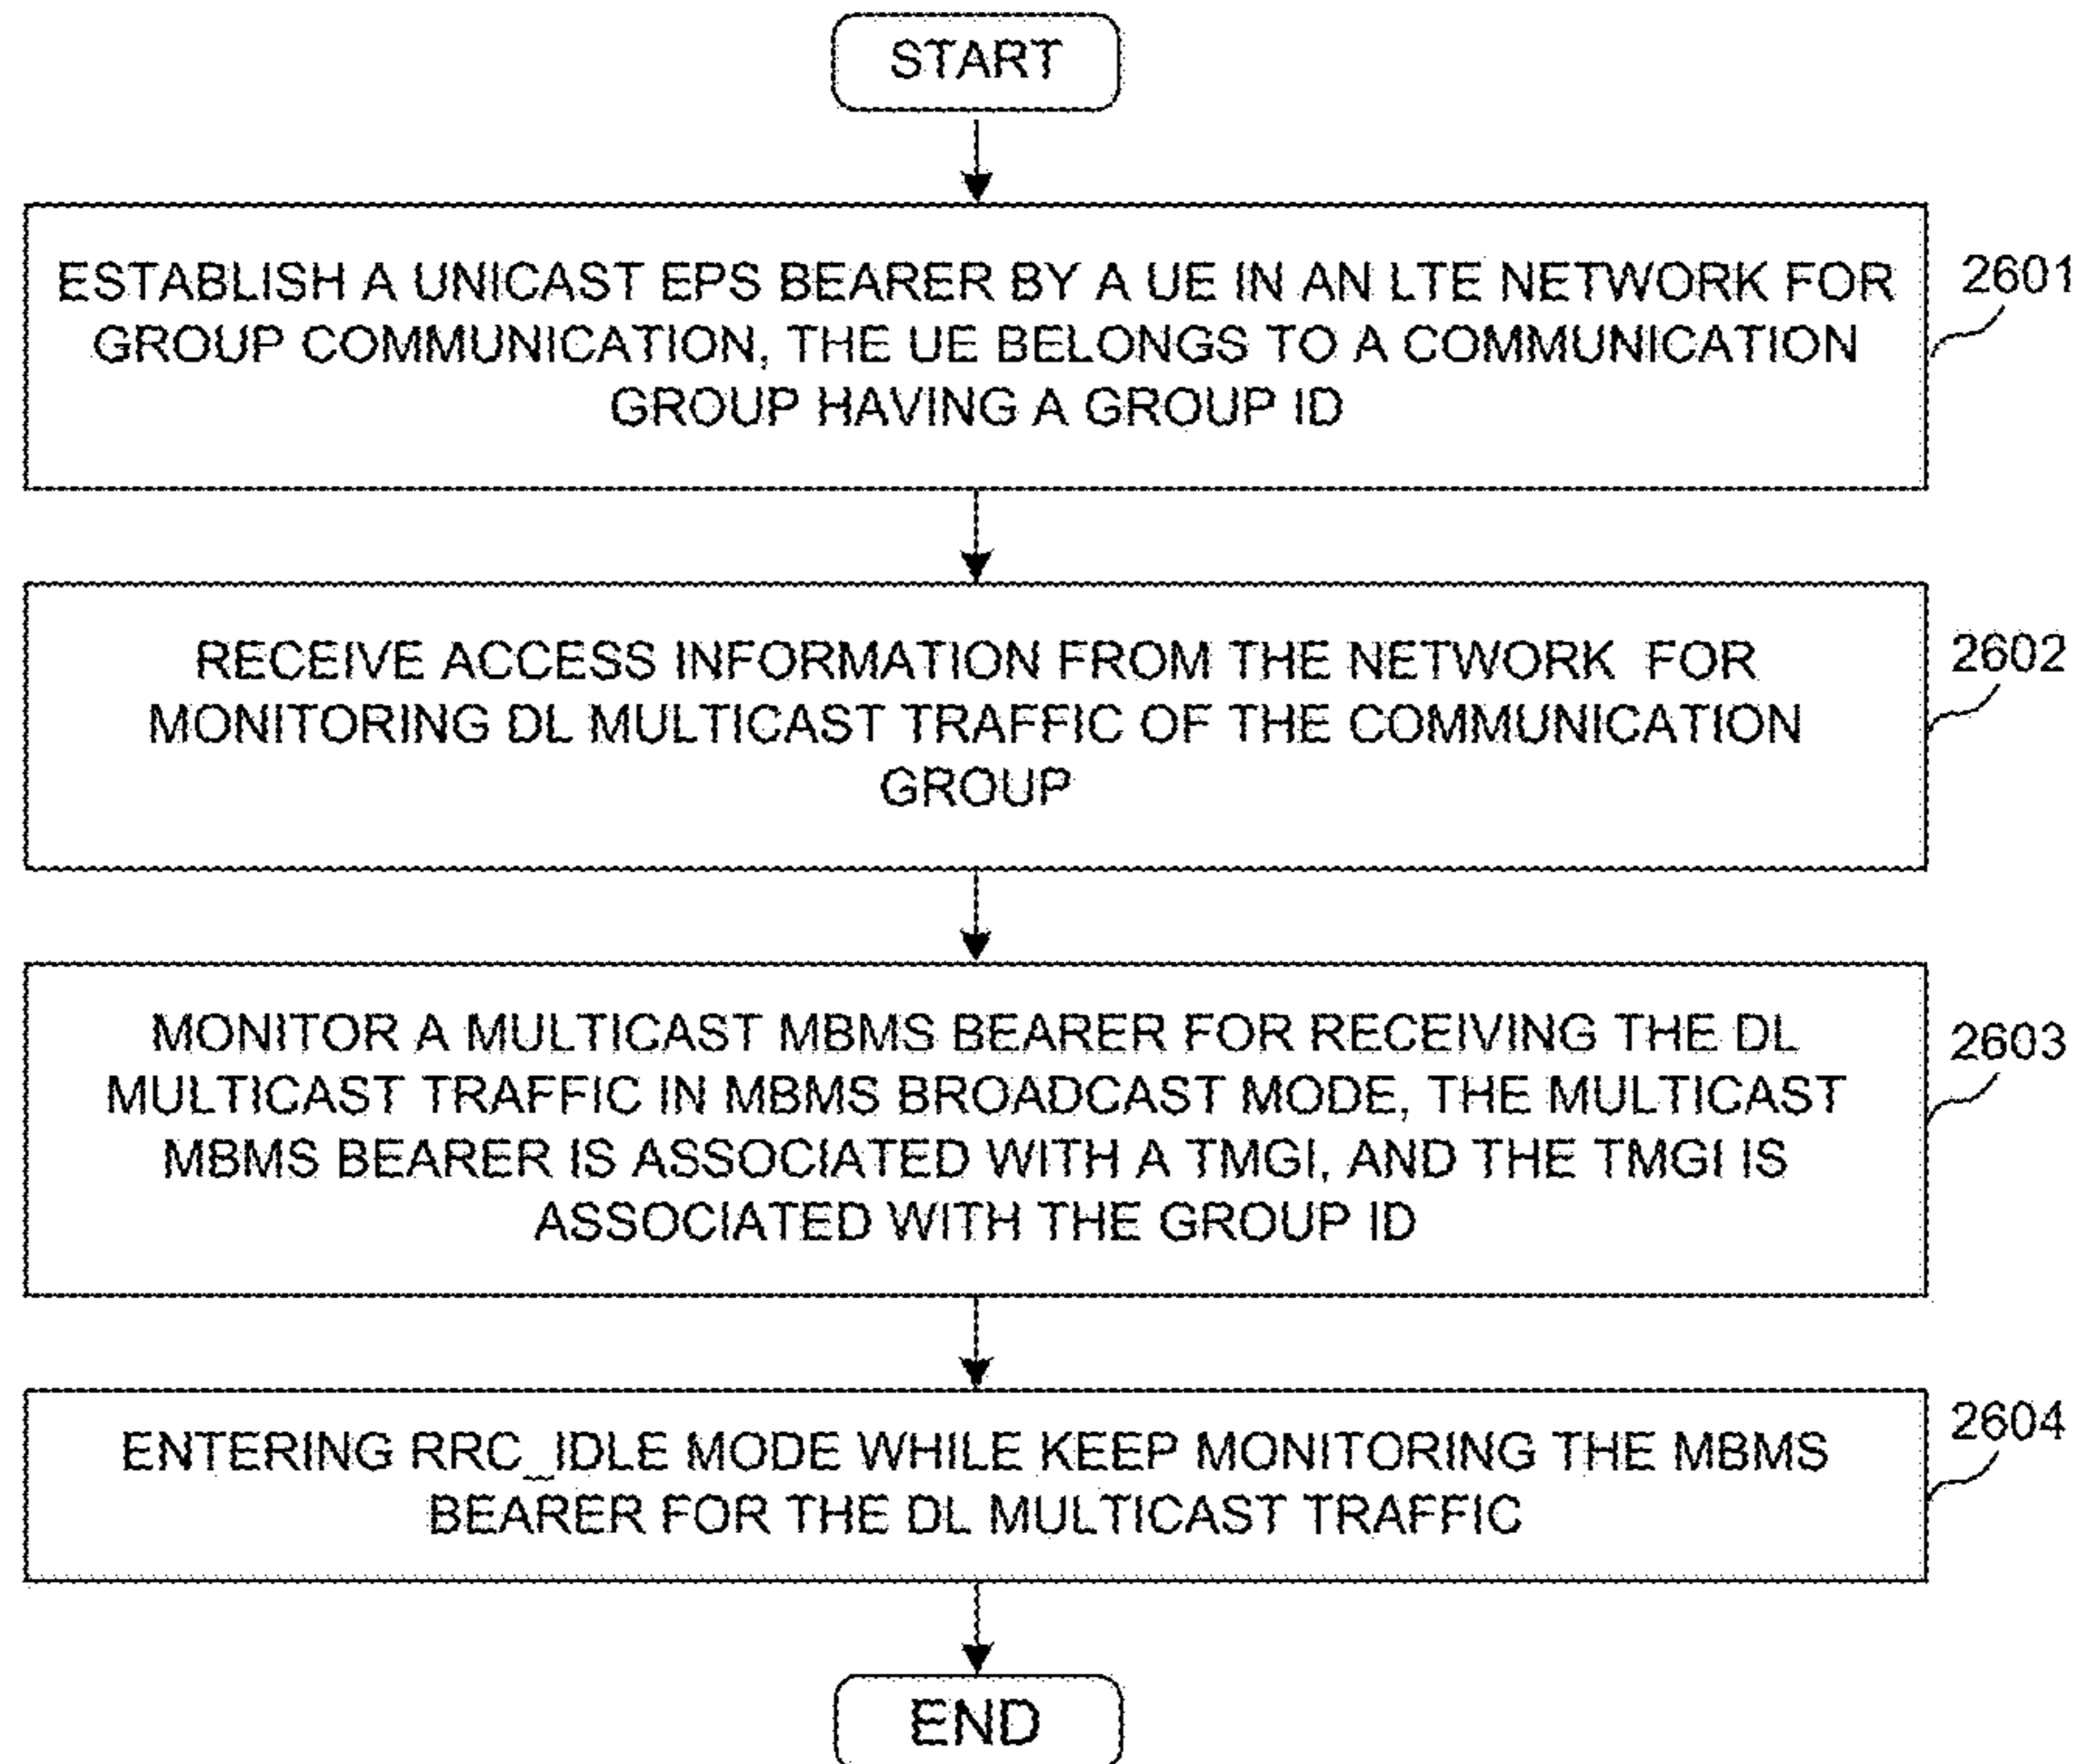 START
ESTABLISH A UNICAST EPS BEARER BY A UE IN AN LTE NETWORK FOR
GROUP COMMUNICATION, THE UE BELONGS TO A COMMUNICATION
GROUP HAVING A GROUP ID
2601
RECEIVE ACCESS INFORMATION FROM THE NETWORK FOR
MONITORING DL MULTICAST TRAFFIC OF THE COMMUNICATION
GROUP
2602
MONITOR A MULTICAST MBMS BEARER FOR RECEIVING THE DL
MULTICAST TRAFFIC IN MBMS BROADCAST MODE, THE MULTICAST
MBMS BEARER IS ASSOCIATED WITH A TMGI, AND THE TMGI IS
ASSOCIATED WITH THE GROUP ID
2603
ENTERING RRC_IDLE MODE WHILE KEEP MONITORING THE MBMS
BEARER FOR THE DL MULTICAST TRAFFIC
2604
END